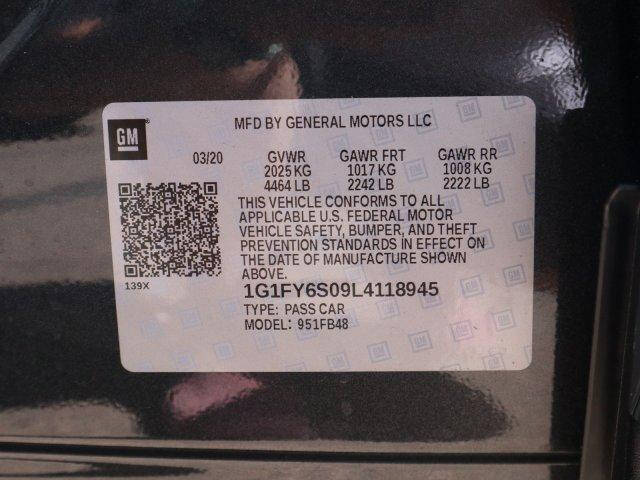 GM
MFD BY GENERAL MOTORS LLC
03/20 GVWR GAWR FRT GAWR RR
2025 KG 1017 KG 1008 KG
4464 LB 2242 LB 2222 LB
THIS VEHICLE CONFORMS TO ALL
APPLICABLE U.S. FEDERAL MOTOR
VEHICLE SAFETY, BUMPER, AND THEFT
PREVENTION STANDARDS IN EFFECT ON
THE DATE OF MANUFACTURE SHOWN
ABOVE.
139X
1G1FY6S09L4118945
TYPE: PASS CAR
MODEL: 951FB48